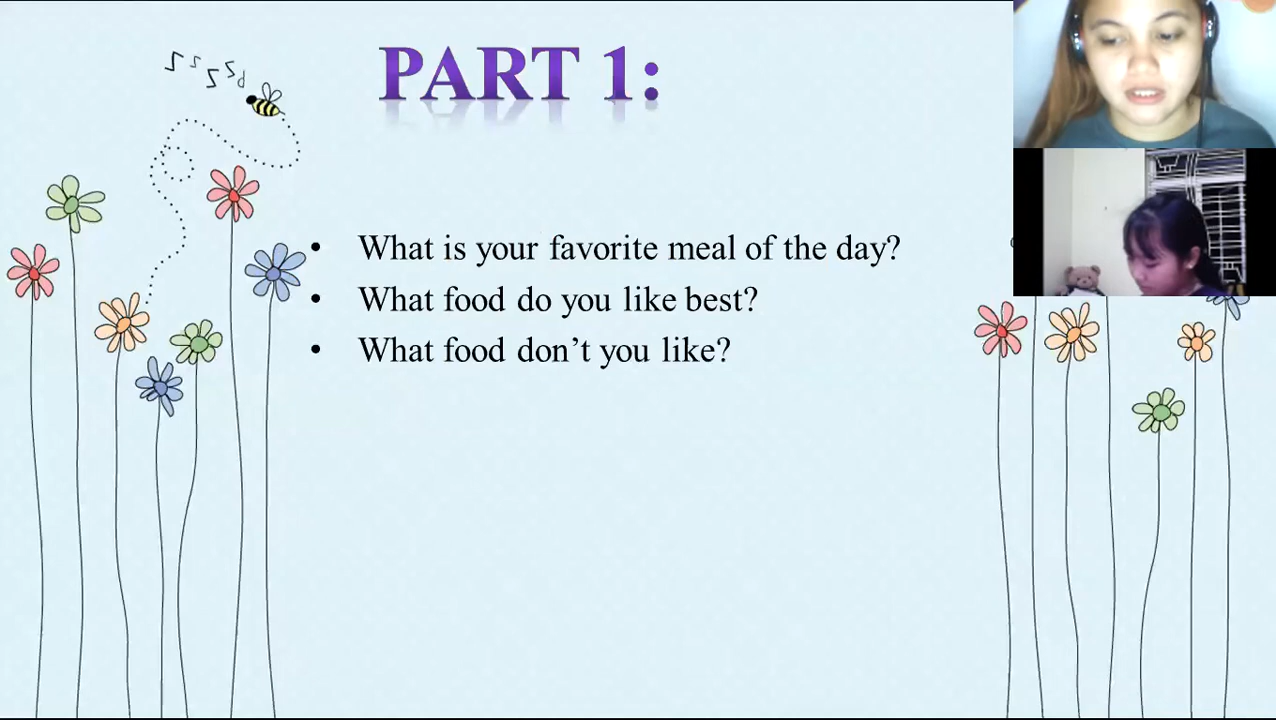 PART 1:
• What is your favorite meal of the day?
• What food do you like best?
• What food don’t you like?